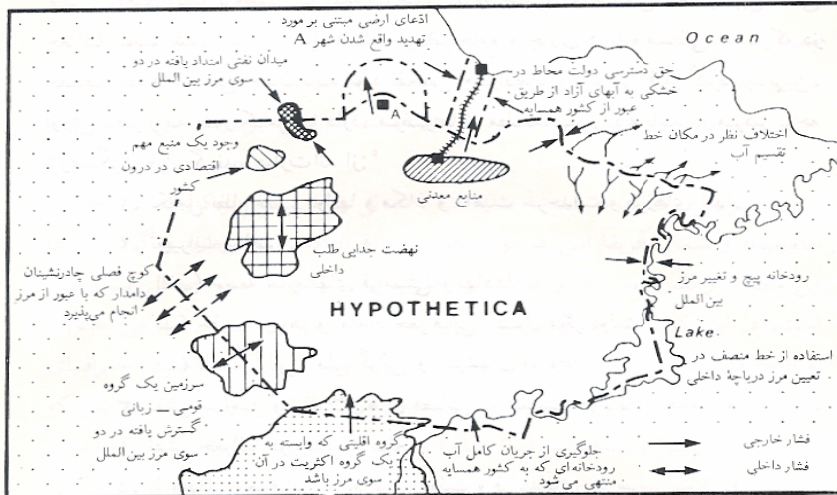 ادّعای ارضی مبتنی بر مورد
تهدید واقع شدن شهر A
Ocean
میدان نفتی امتداد یافته در دو
سوی مرز بین‌الملل
حق دسترسی دولت محاط در
خشکی به آبهای آزاد از طریق
عبور از کشور همسایه
A
وجود یک منبع مهم
اقتصادی در درون
کشور
اختلاف نظر در مکان خط
تقسیم آب
منابع معدنی
نهضت جدایی طلب
داخلی
کوچ فصلی چادرنشینان
دامدار که با عبور از مرز
انجام می‌پذیرد
رودخانه پیچ و تغییر مرز
بین‌الملل
HYPOTHETICA
Lake
استفاده از خط منصف در
تعیین مرز دریاچهٔ داخلی
سرزمین یک گروه
قومی ــ زبانی
گسترش یافته در دو
سوی مرز بین‌الملل
گروه اقلیتی که وابسته به
یک گروه اکثریت در آن
سوی مرز باشد
جلوگیری از جریان کامل آب
رودخانه‌ای که به کشور همسایه
منتهی می‌شود
فشار خارجی
فشار داخلی